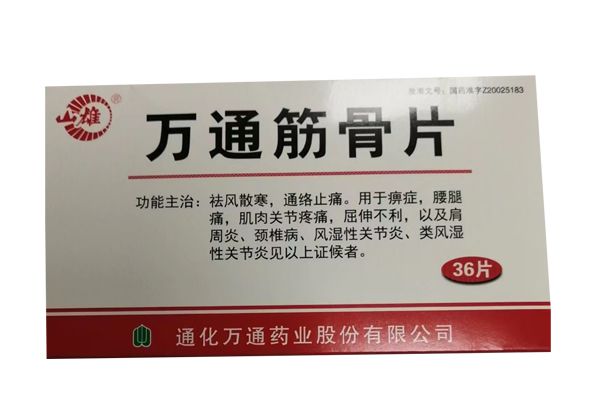 批准文号：国药准字Z20025183
雄
®
万通筋骨片
功能主治：祛风散寒，通络止痛。用于痹症，腰腿
痛，肌肉关节疼痛，屈伸不利，以及肩
周炎、颈椎病、风湿性关节炎、类风湿
性关节炎见以上证候者。
36片
通化万通药业股份有限公司